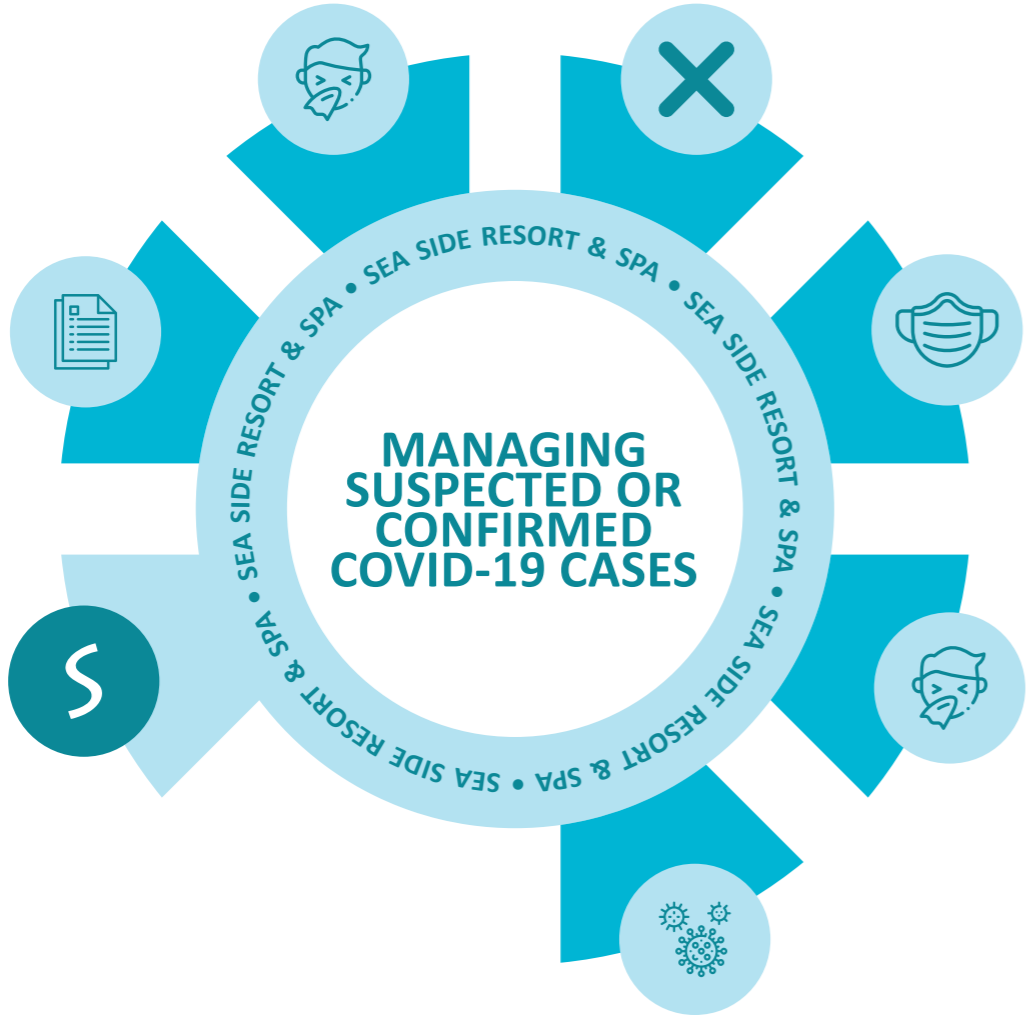 MANAGING
SUSPECTED OR
CONFIRMED
COVID-19 CASES
SEA SIDE RESORT & SPA • SEA SIDE RESORT & SPA • SEA SIDE RESORT & SPA • SEA SIDE RESORT & SPA • SEA SIDE RESORT & SPA •
S